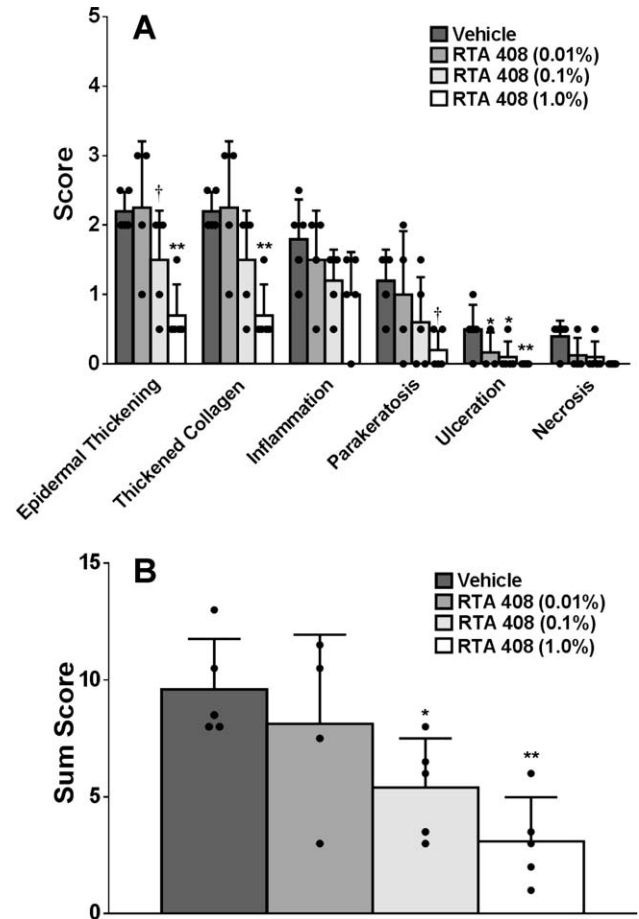 A
Vehicle
RTA 408 (0.01%)
RTA 408 (0.1%)
RTA 408 (1.0%)
Score
5
4
3
2
1
0
†
**
**
†
*
*
**
Epidermal Thickening
Thickened Collagen
Inflammation
Parakeratosis
Ulceration
Necrosis
B
Vehicle
RTA 408 (0.01%)
RTA 408 (0.1%)
RTA 408 (1.0%)
Sum Score
15
10
5
0
*
**